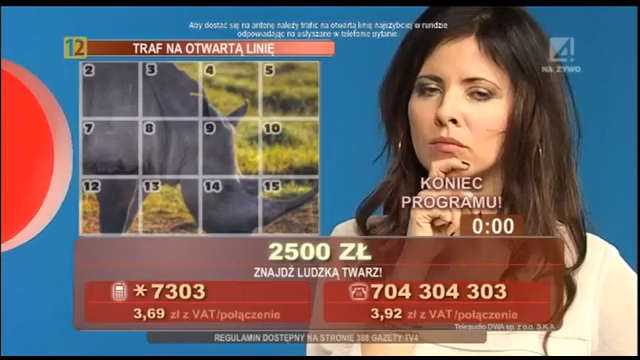 Aby dostać się na antenę należy trafić na otwartą linię najszybciej w rundzie
odpowiadając na usłyszane w telefonie pytanie.
12
TRAF NA OTWARTĄ LINIĘ
4
NA ŻYWO
2 3 4 5
7 8 9 10
12 13 14 15
KONIEC
PROGRAMU!
0:00
2500 ZŁ
ZNAJDŹ LUDZKĄ TWARZ!
*7303
704 304 303
3,69 zł z VAT/połączenie
3,92 zł z VAT/połączenie
Teleaudio DWA sp. z o.o. S.K.A
REGULAMIN DOSTĘPNY NA STRONIE 388 GAZETY TV4